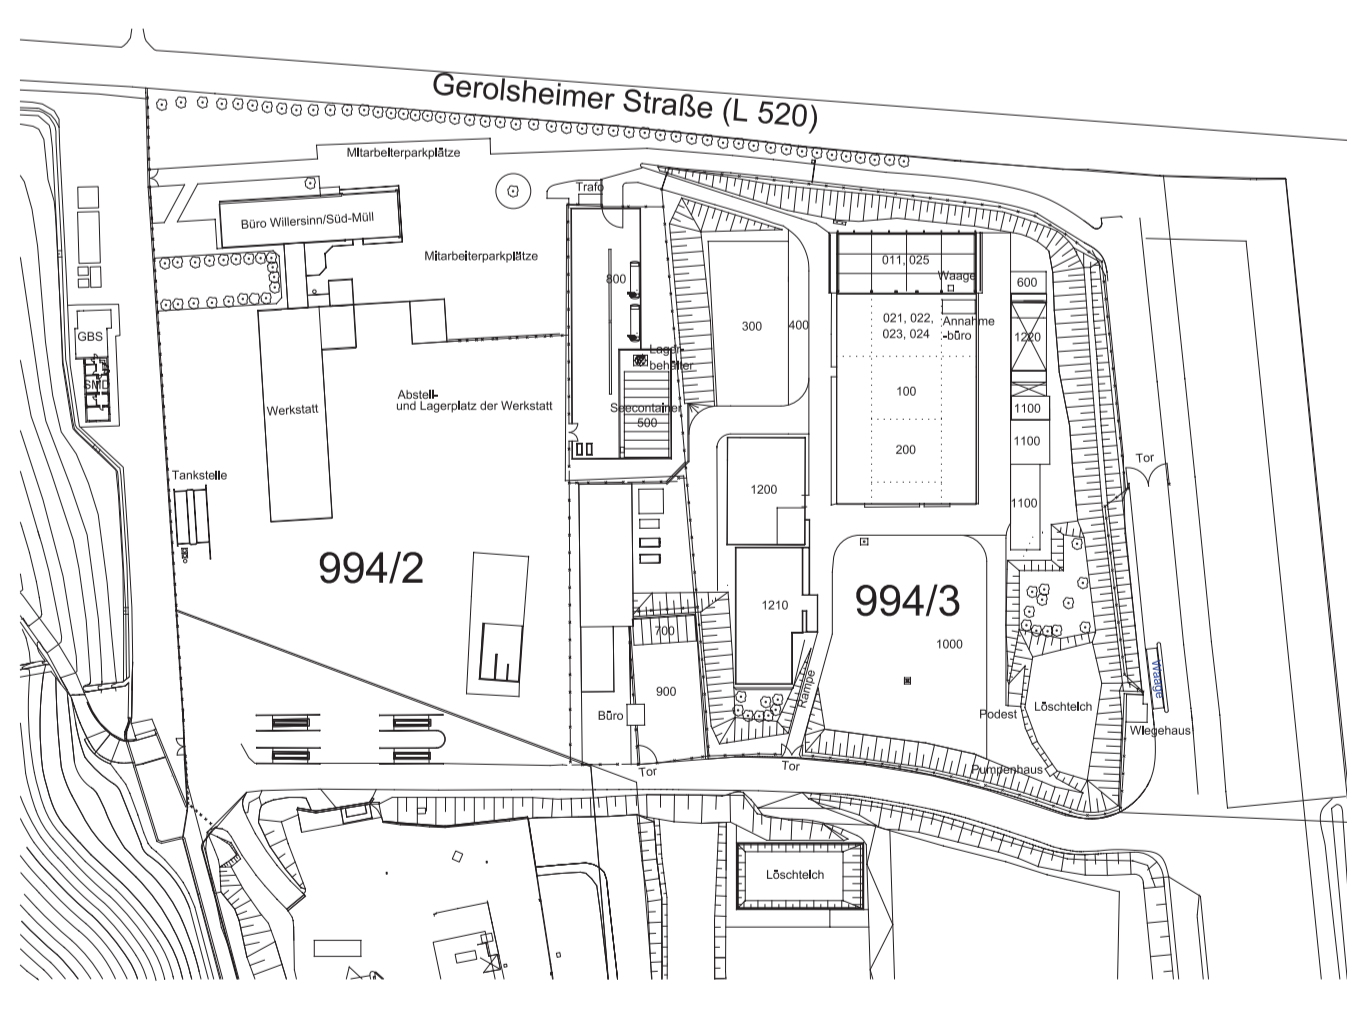 Gerolsheimer Straße (L 520)
Mitarbeiterparkplätze
Trafo
Büro Willersinn/Süd-Müll
Mitarbeiterparkplätze
011, 025
Waage
800
600
300
400
021, 022,
023, 024
Annahme
-büro
1220
GBS
Lager-
behälter
SMD
100
Abstell-
und Lagerplatz der Werkstatt
Werkstatt
Seecontainer
500
1100
1100
200
Tor
Tankstelle
1200
1100
994/2
994/3
1210
700
1000
Rampe
Waage
900
Büro
Podest
Löschteich
Wiegehaus
Tor
Tor
Pumpenhaus
Löschteich